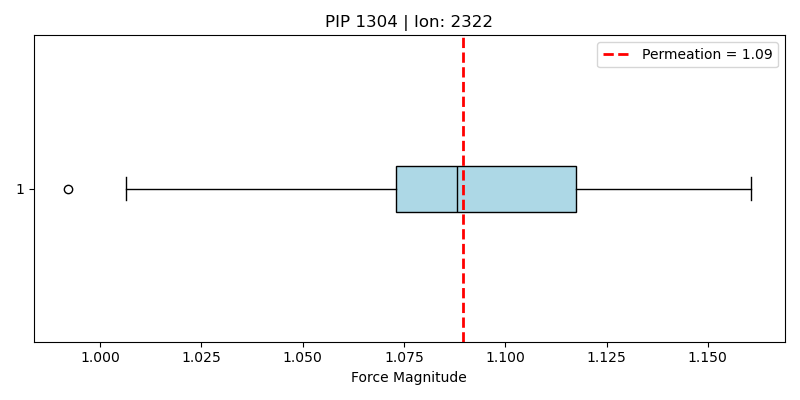 PIP 1304 | Ion: 2322
Permeation = 1.09
1
1.000 1.025 1.050 1.075 1.100 1.125 1.150
Force Magnitude